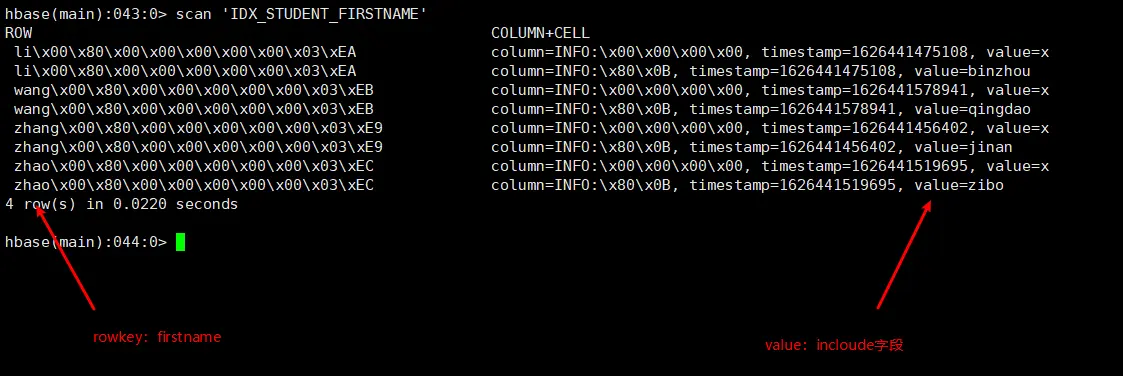 hbase(main):043:0> scan 'IDX_STUDENT_FIRSTNAME'
ROW COLUMN+CELL
li\x00\x80\x00\x00\x00\x00\x00\x03\xEA column=INFO:\x00\x00\x00\x00, timestamp=1626441475108, value=x
li\x00\x80\x00\x00\x00\x00\x00\x03\xEA column=INFO:\x80\x0B, timestamp=1626441475108, value=binzhou
wang\x00\x80\x00\x00\x00\x00\x00\x03\xEB column=INFO:\x00\x00\x00\x00, timestamp=1626441578941, value=x
wang\x00\x80\x00\x00\x00\x00\x00\x03\xEB column=INFO:\x80\x0B, timestamp=1626441578941, value=qingdao
zhang\x00\x80\x00\x00\x00\x00\x00\x03\xE9 column=INFO:\x00\x00\x00\x00, timestamp=1626441456402, value=x
zhang\x00\x80\x00\x00\x00\x00\x00\x03\xE9 column=INFO:\x80\x0B, timestamp=1626441456402, value=jinan
zhao\x00\x80\x00\x00\x00\x00\x00\x03\xEC column=INFO:\x00\x00\x00\x00, timestamp=1626441519695, value=x
zhao\x00\x80\x00\x00\x00\x00\x00\x03\xEC column=INFO:\x80\x0B, timestamp=1626441519695, value=zibo
4 row(s) in 0.0220 seconds
hbase(main):044:0>
rowkey：firstname
value：incloude字段